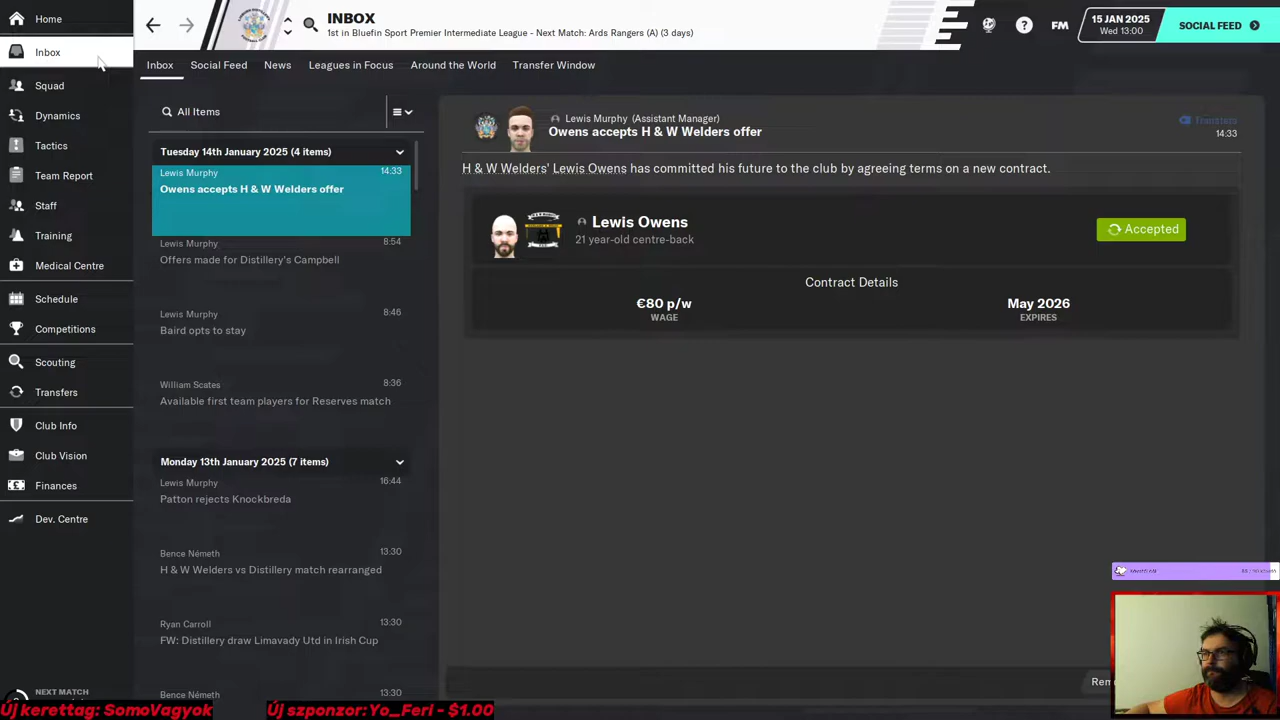 Home
Inbox
Squad
Dynamics
Tactics
Team Report
Staff
Training
Medical Centre
Schedule
Competitions
Scouting
Transfers
Club Info
Club Vision
Finances
Dev. Centre
NEXT MATCH
INBOX
1st in Bluefin Sport Premier Intermediate League - Next Match: Ards Rangers (A) (3 days)
FM
15 JAN 2025
Wed 13:00
SOCIAL FEED
Inbox Social Feed News Leagues in Focus Around the World Transfer Window
All Items
Tuesday 14th January 2025 (4 items)
Lewis Murphy 14:33
Owens accepts H & W Welders offer
Lewis Murphy 8:54
Offers made for Distillery's Campbell
Lewis Murphy 8:46
Baird opts to stay
William Scates 8:36
Available first team players for Reserves match
Monday 13th January 2025 (7 items)
Lewis Murphy 16:44
Patton rejects Knockbreda
Bence Németh 13:30
H & W Welders vs Distillery match rearranged
Ryan Carroll 13:30
FW: Distillery draw Limavady Utd in Irish Cup
Bence Németh 13:30
Lewis Murphy (Assistant Manager)
Owens accepts H & W Welders offer
Transfers
14:33
H & W Welders' Lewis Owens has committed his future to the club by agreeing terms on a new contract.
Lewis Owens
21 year-old centre-back
Accepted
Contract Details
€80 p/w
WAGE
May 2026
EXPIRES
Új kerettag: SomoVagyok
Új szponzor: Yo_Feri - $1.00